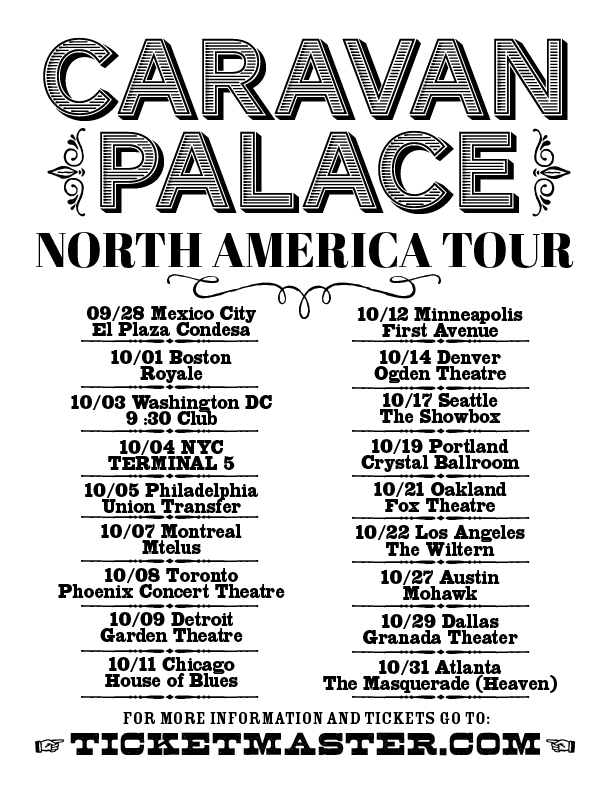 CARAVAN
PALACE
NORTH AMERICA TOUR
09/28 Mexico City
El Plaza Condesa
10/01 Boston
Royale
10/03 Washington DC
9 :30 Club
10/04 NYC
TERMINAL 5
10/05 Philadelphia
Union Transfer
10/07 Montreal
Mtelus
10/08 Toronto
Phoenix Concert Theatre
10/09 Detroit
Garden Theatre
10/11 Chicago
House of Blues
10/12 Minneapolis
First Avenue
10/14 Denver
Ogden Theatre
10/17 Seattle
The Showbox
10/19 Portland
Crystal Ballroom
10/21 Oakland
Fox Theatre
10/22 Los Angeles
The Wiltern
10/27 Austin
Mohawk
10/29 Dallas
Granada Theater
10/31 Atlanta
The Masquerade (Heaven)
FOR MORE INFORMATION AND TICKETS GO TO:
TICKETMASTER.COM